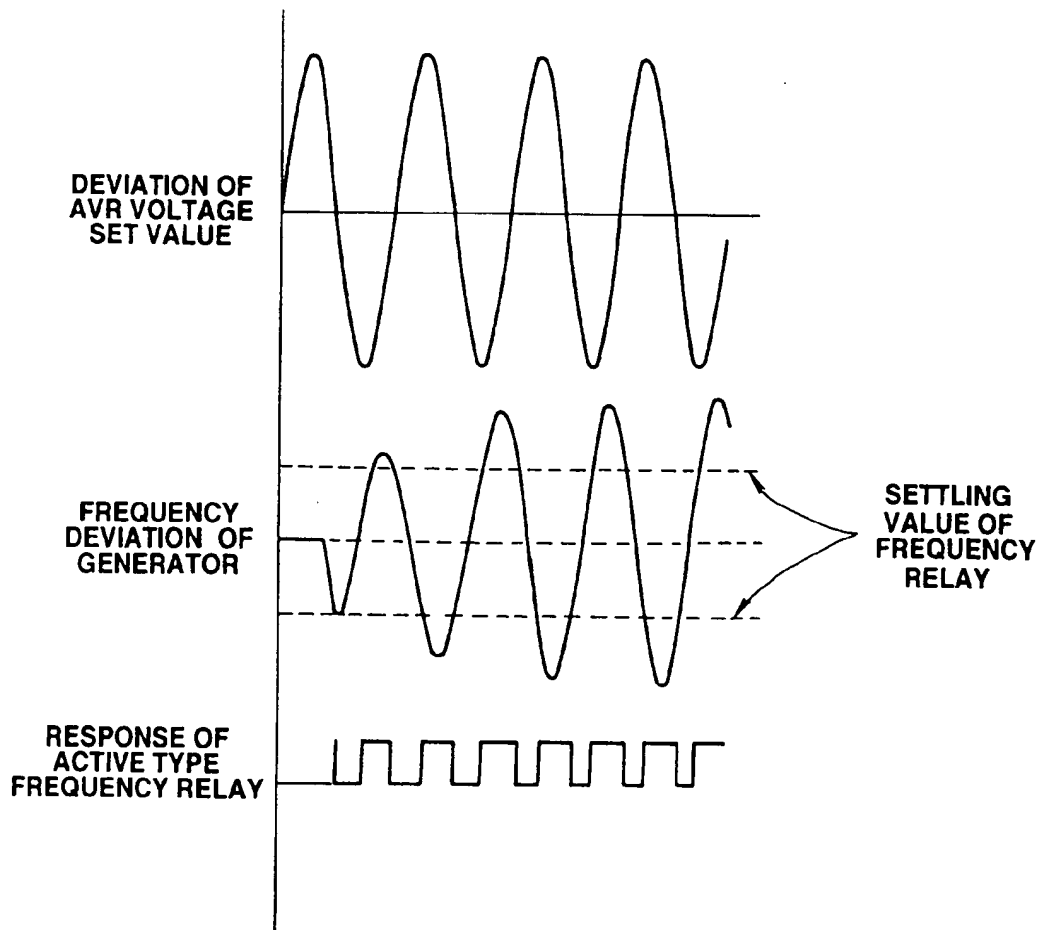 DEVIATION OF
AVR VOLTAGE
SET VALUE
FREQUENCY
DEVIATION OF
GENERATOR
SETTLING
VALUE OF
FREQUENCY
RELAY
RESPONSE OF
ACTIVE TYPE
FREQUENCY RELAY